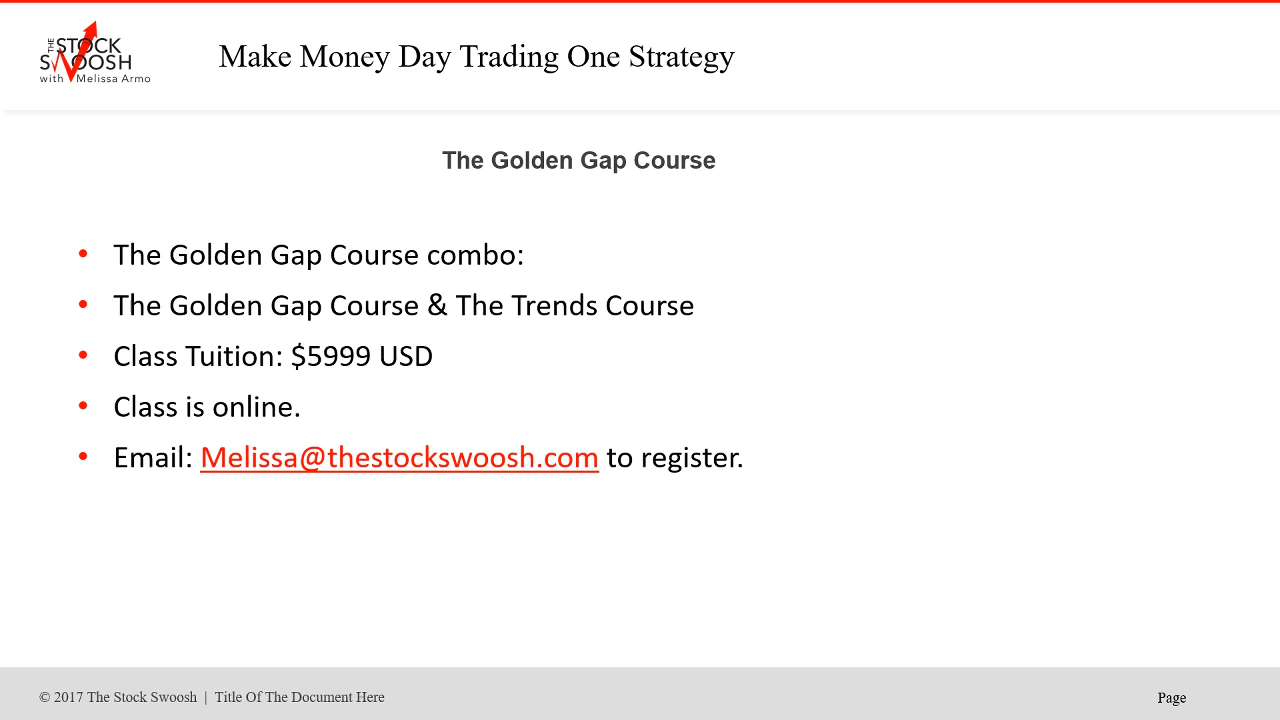 THE STOCK
SWOOSH
with Melissa Armo
Make Money Day Trading One Strategy
The Golden Gap Course
• The Golden Gap Course combo:
• The Golden Gap Course & The Trends Course
• Class Tuition: $5999 USD
• Class is online.
• Email: Melissa@thestockswoosh.com to register.
© 2017 The Stock Swoosh | Title Of The Document Here
Page